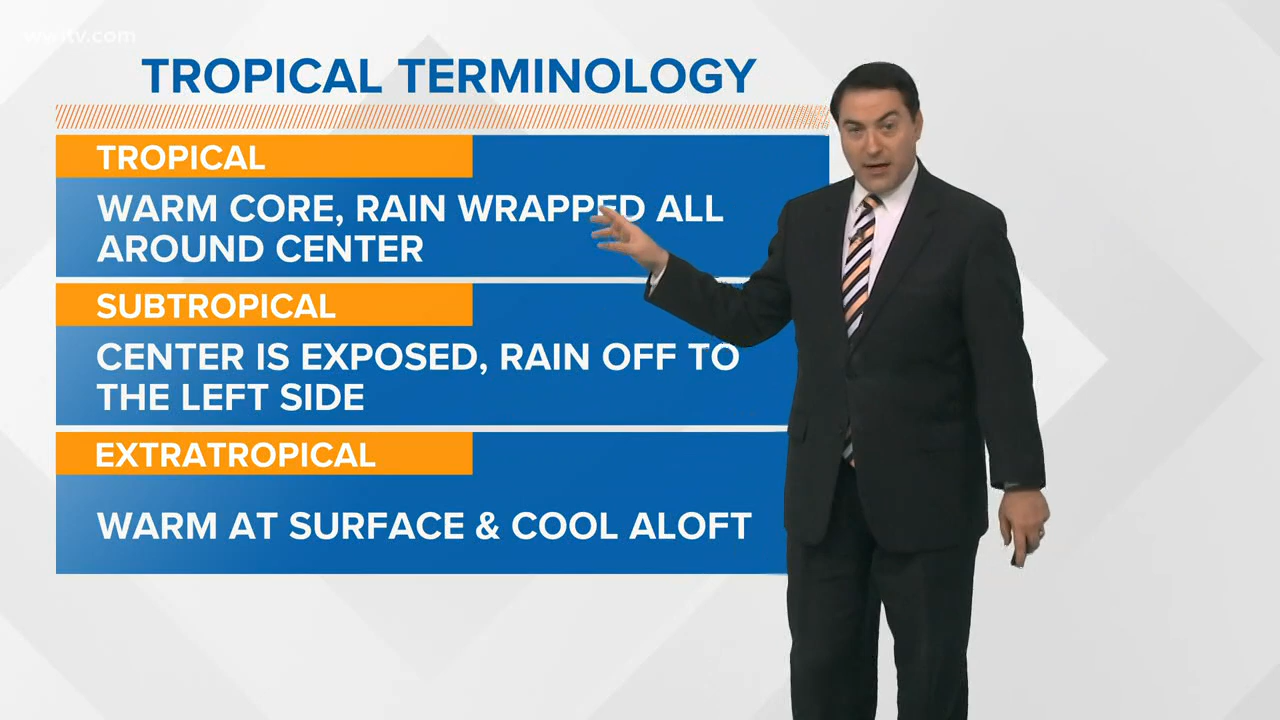 wwltv.com
TROPICAL TERMINOLOGY
TROPICAL
WARM CORE, RAIN WRAPPED ALL
AROUND CENTER
SUBTROPICAL
CENTER IS EXPOSED, RAIN OFF TO
THE LEFT SIDE
EXTRATROPICAL
WARM AT SURFACE & COOL ALOFT